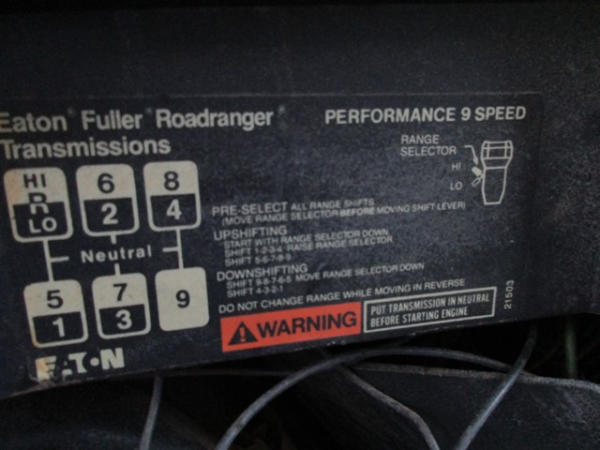 Eaton Fuller Roadranger
Transmissions
PERFORMANCE 9 SPEED
RANGE
SELECTOR
HI
LO
HI
R
LO
6
2
8
4
Neutral
5
1
7
3
9
PRE-SELECT ALL RANGE SHIFTS
(MOVE RANGE SELECTOR BEFORE MOVING SHIFT LEVER)
UPSHIFTING
START WITH RANGE SELECTOR DOWN
SHIFT 1-2-3-4 RAISE RANGE SELECTOR
SHIFT 5-6-7-8-9
DOWNSHIFTING
SHIFT 9-8-7-6-5 MOVE RANGE SELECTOR DOWN
SHIFT 4-3-2-1
DO NOT CHANGE RANGE WHILE MOVING IN REVERSE
WARNING
PUT TRANSMISSION IN NEUTRAL
BEFORE STARTING ENGINE
21503
EATON